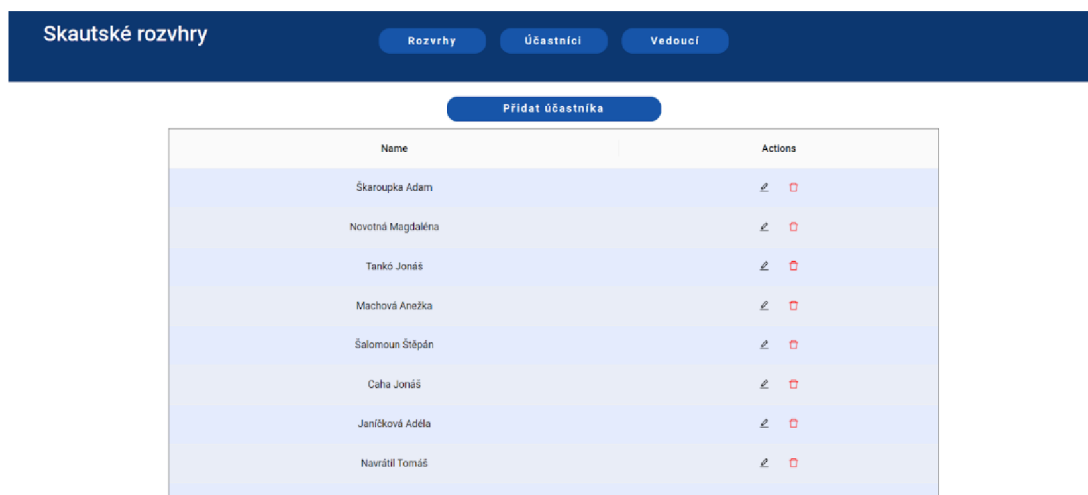 Skautské rozvhry
Rozvrhy Účastníci Vedoucí
Přidat účastníka
Name Actions
Škaroupka Adam
Novotná Magdaléna
Tankó Jonáš
Machová Anežka
Šalomoun Štěpán
Caha Jonáš
Janíčková Adéla
Navrátil Tomáš